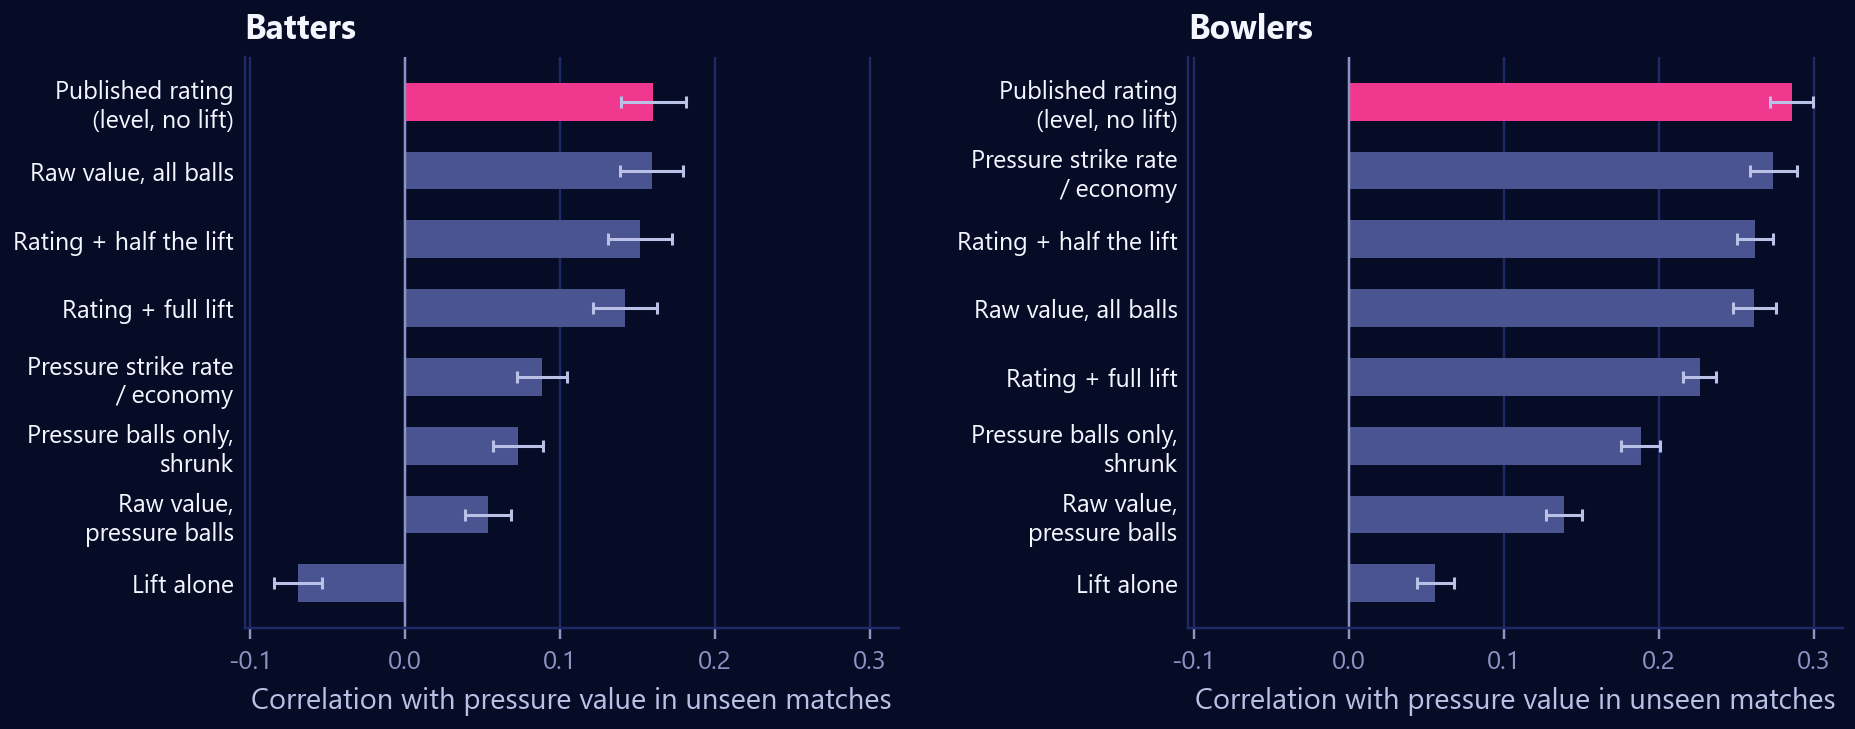 Batters
Published rating
(level, no lift)
Raw value, all balls
Rating + half the lift
Rating + full lift
Pressure strike rate
/ economy
Pressure balls only,
shrunk
Raw value,
pressure balls
Lift alone
-0.1 0.0 0.1 0.2 0.3
Correlation with pressure value in unseen matches
Bowlers
Published rating
(level, no lift)
Pressure strike rate
/ economy
Rating + half the lift
Raw value, all balls
Rating + full lift
Pressure balls only,
shrunk
Raw value,
pressure balls
Lift alone
-0.1 0.0 0.1 0.2 0.3
Correlation with pressure value in unseen matches